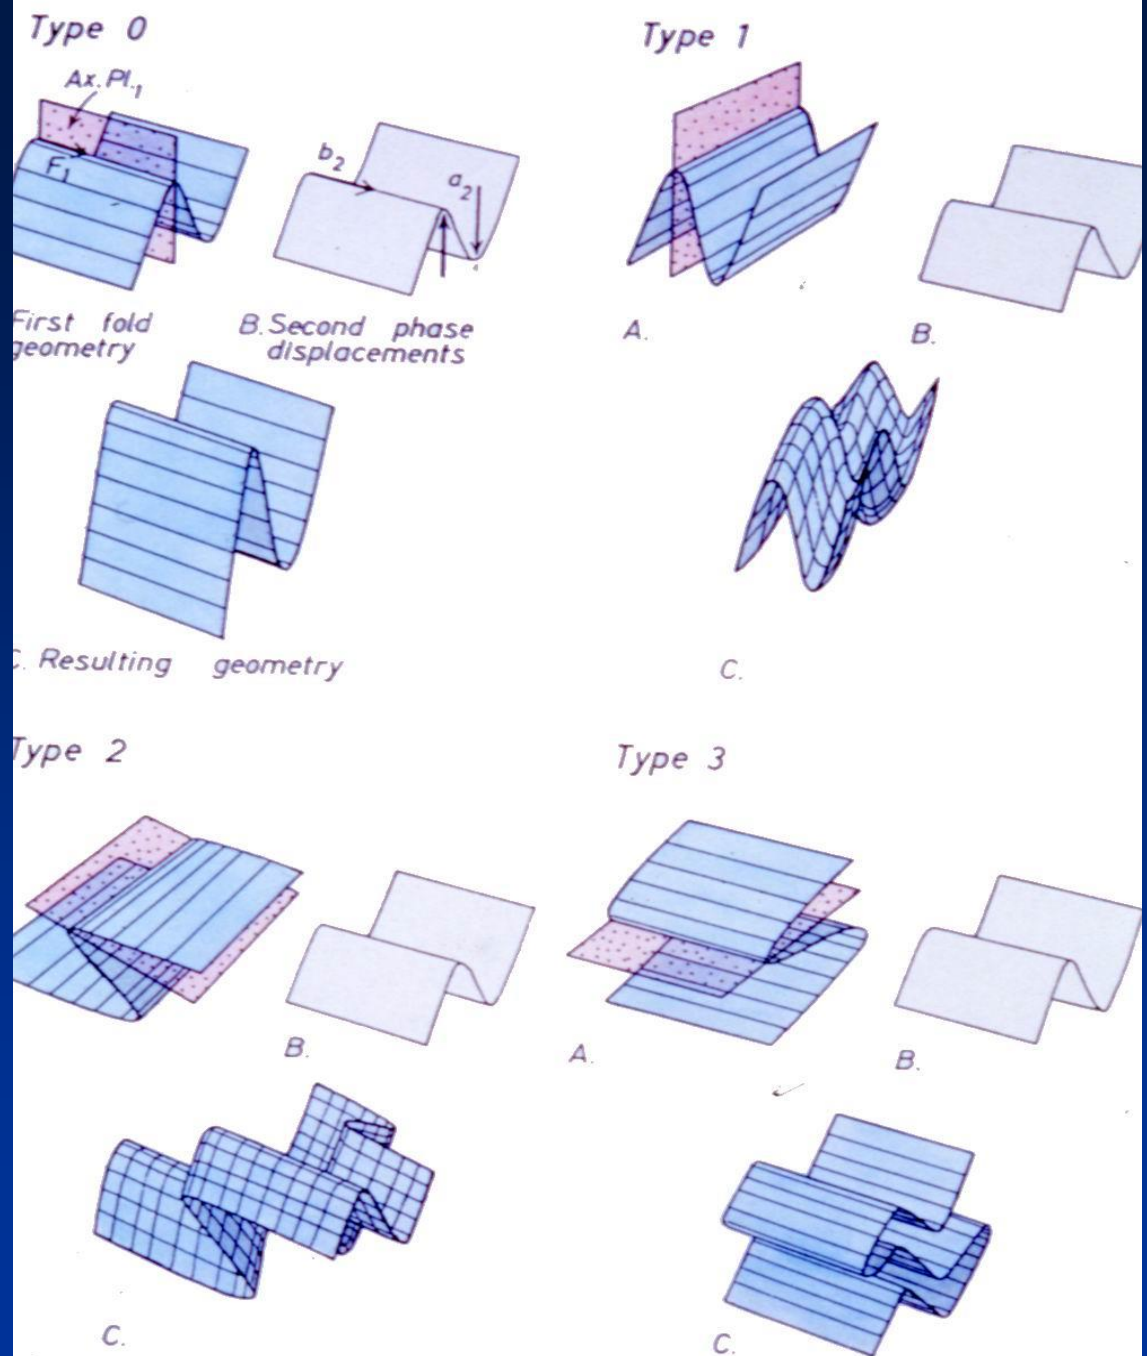 Type 0
Type 1
Ax. Pl.1
F1
b2
a2
First fold
geometry
B. Second phase
displacements
A.
B.
C. Resulting geometry
C.
Type 2
Type 3
B.
A.
B.
C.
C.